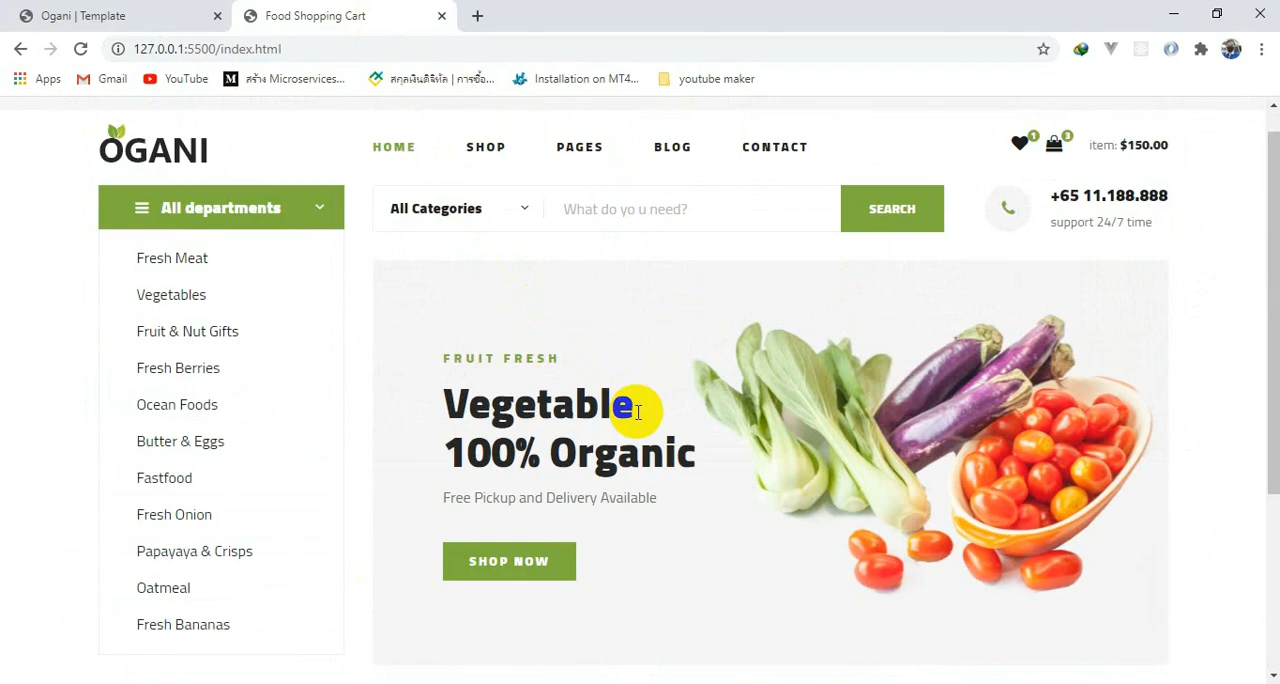 Ogani | Template
Food Shopping Cart
127.0.0.1:5500/index.html
Apps
Gmail
YouTube
สร้าง Microservices...
สกุลเงินดิจิทัล | การซื้อ...
Installation on MT4...
youtube maker
OGANI
HOME
SHOP
PAGES
BLOG
CONTACT
1
3
item: $150.00
All departments
All Categories
What do yo u need?
SEARCH
+65 11.188.888
support 24/7 time
Fresh Meat
Vegetables
Fruit & Nut Gifts
Fresh Berries
Ocean Foods
Butter & Eggs
Fastfood
Fresh Onion
Papayaya & Crisps
Oatmeal
Fresh Bananas
FRUIT FRESH
Vegetable
100% Organic
Free Pickup and Delivery Available
SHOP NOW